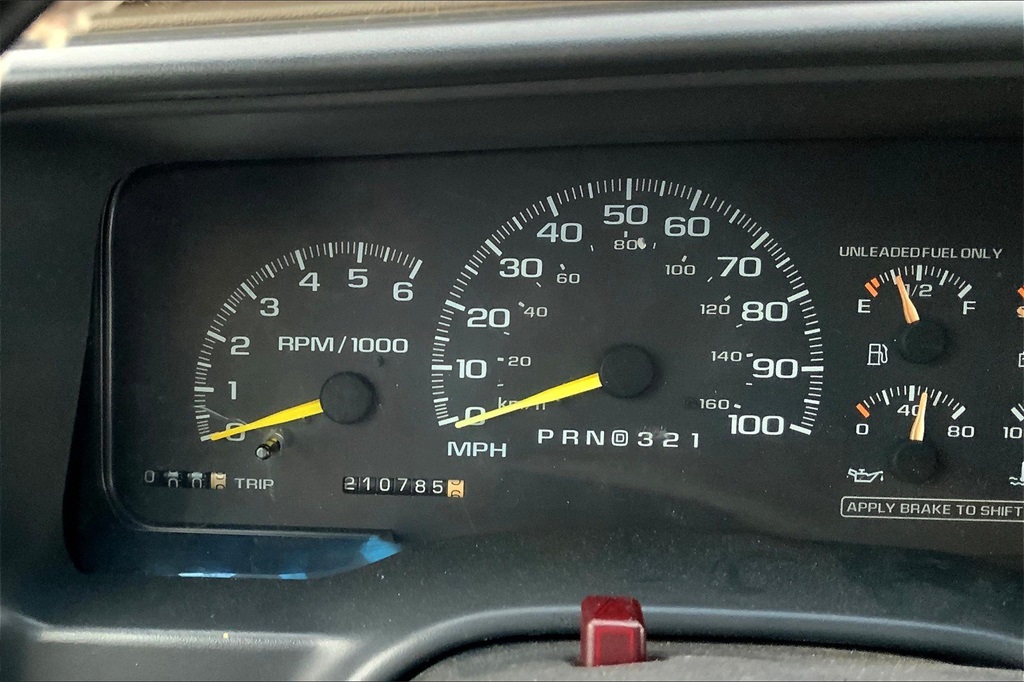 0 1 2 3 4 5 6
RPM/1000
TRIP
0 10 20 30 40 50 60 70 80 90 100
20 40 60 80 100 120 140 160
km/h
MPH
PRND321
210785
UNLEADED FUEL ONLY
E 1/2 F
0 40 80
10
APPLY BRAKE TO SHIFT